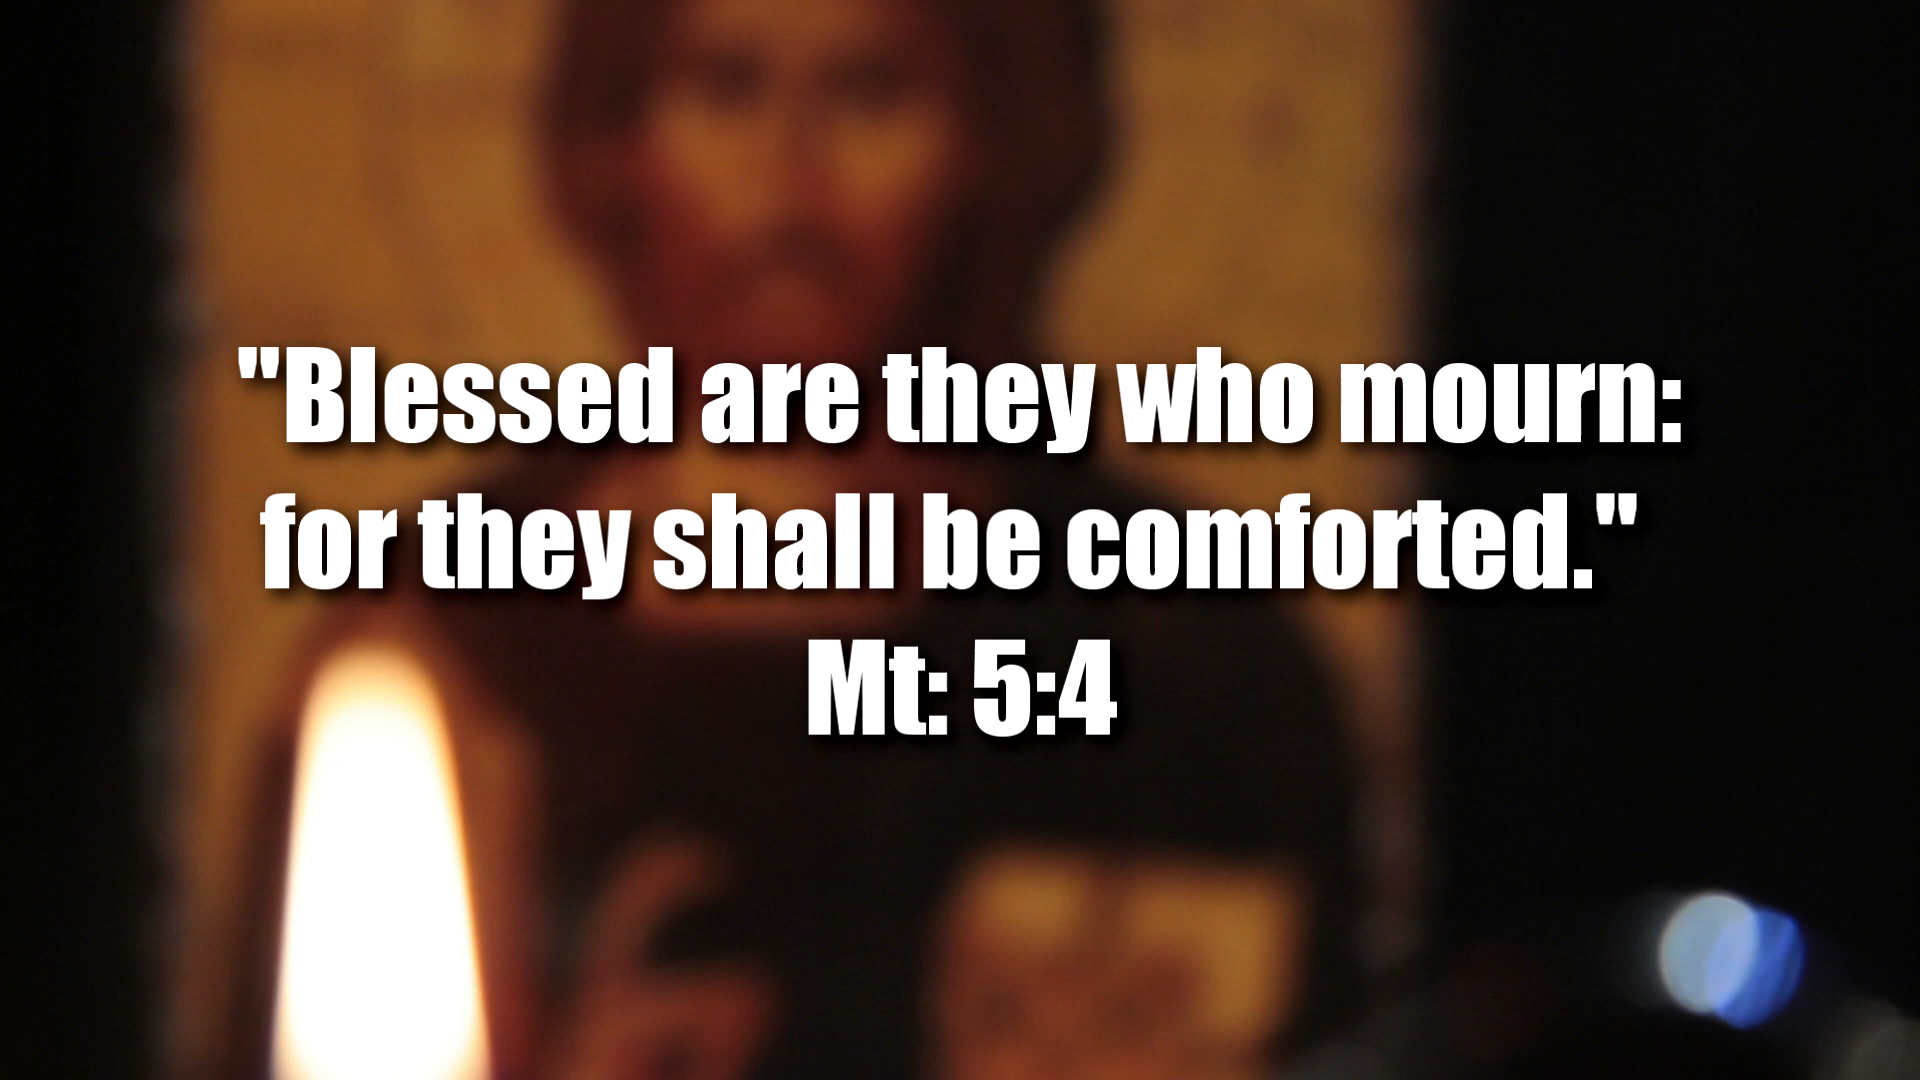 "Blessed are they who mourn:
for they shall be comforted."
Mt: 5:4